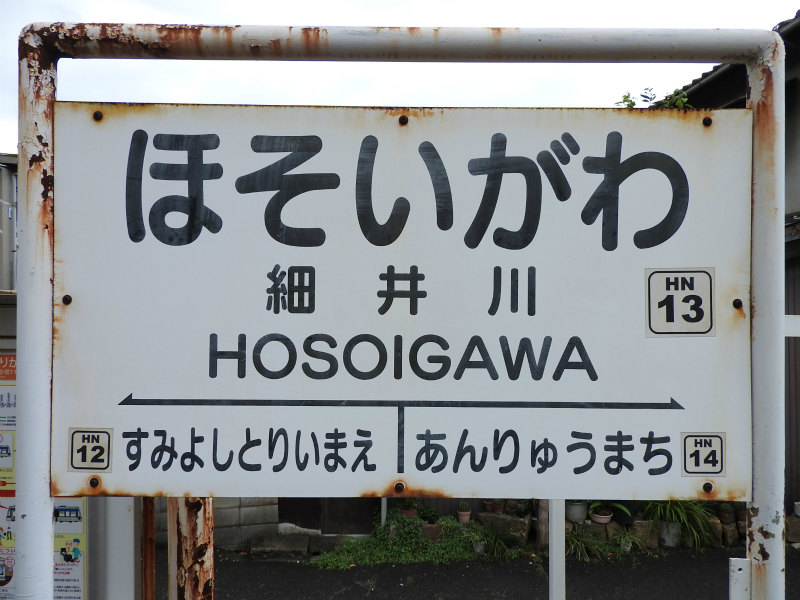 ほそいがわ
細井川
HN
13
HOSOIGAWA
HN
12
すみよしとりいまえ
あんりゅうまち
HN
14